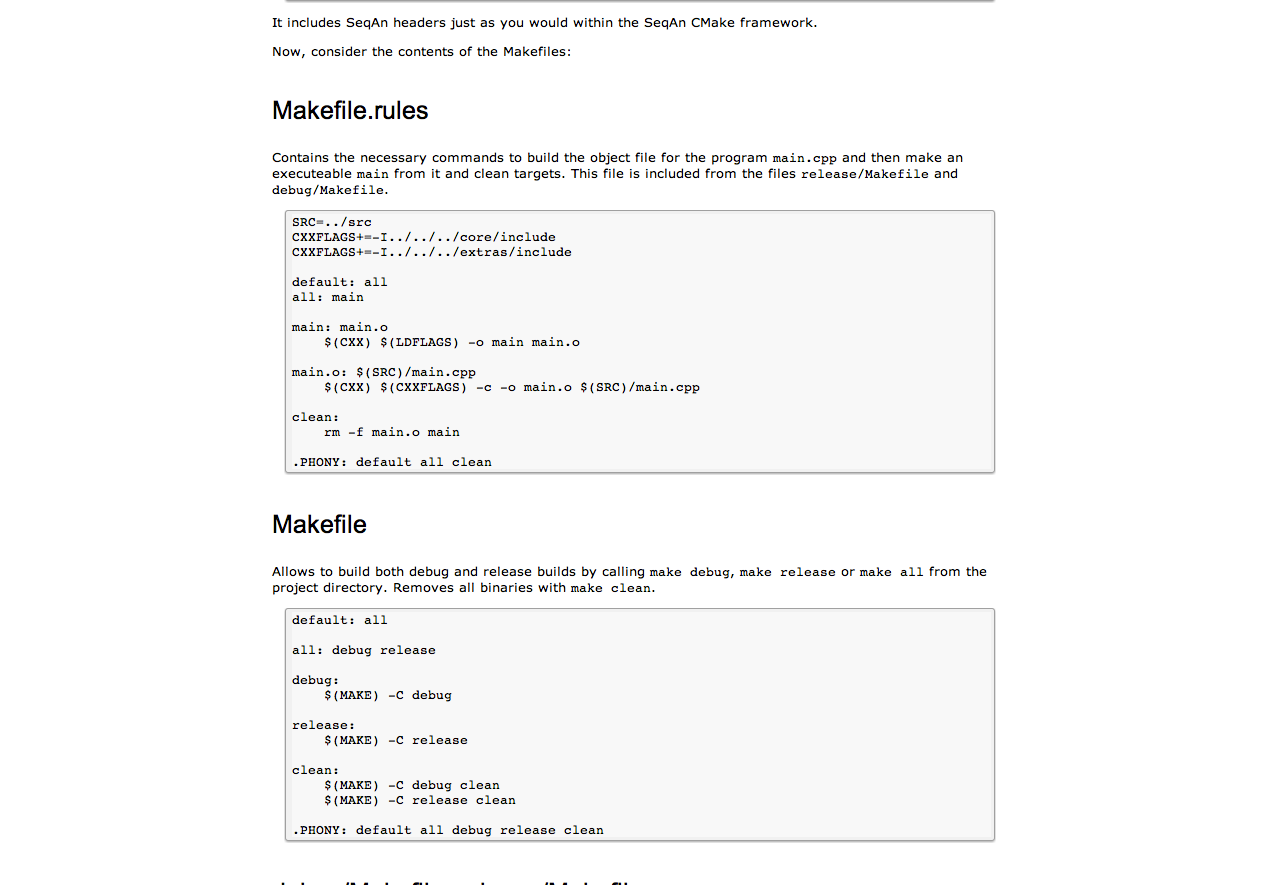 It includes SeqAn headers just as you would within the SeqAn CMake framework.
Now, consider the contents of the Makefiles:
Makefile.rules
Contains the necessary commands to build the object file for the program main.cpp and then make an
executeable main from it and clean targets. This file is included from the files release/Makefile and
debug/Makefile.
SRC=../src
CXXFLAGS+=-I../../../core/include
CXXFLAGS+=-I../../../extras/include
default: all
all: main
main: main.o
$(CXX) $(LDFLAGS) -o main main.o
main.o: $(SRC)/main.cpp
$(CXX) $(CXXFLAGS) -c -o main.o $(SRC)/main.cpp
clean:
rm -f main.o main
.PHONY: default all clean
Makefile
Allows to build both debug and release builds by calling make debug, make release or make all from the
project directory. Removes all binaries with make clean.
default: all
all: debug release
debug:
$(MAKE) -C debug
release:
$(MAKE) -C release
clean:
$(MAKE) -C debug clean
$(MAKE) -C release clean
.PHONY: default all debug release clean